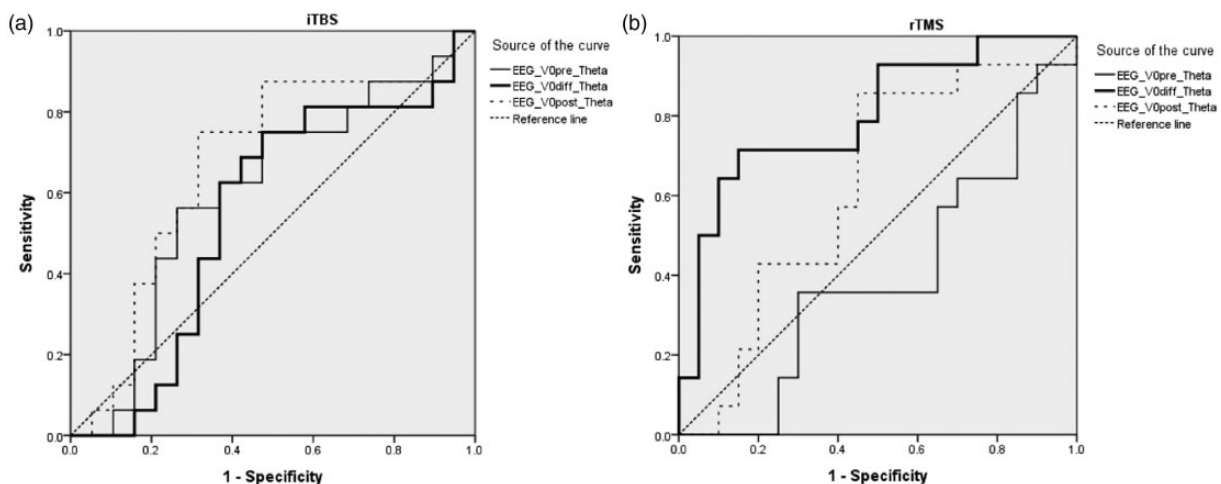 (a)
iTBS
Sensitivity
1.0
0.8
0.6
0.4
0.2
0.0
0.0 0.2 0.4 0.6 0.8 1.0
1 - Specificity
Source of the curve
EEG_V0pre_Theta
EEG_V0diff_Theta
EEG_V0post_Theta
Reference line
(b)
rTMS
Sensitivity
1.0
0.8
0.6
0.4
0.2
0.0
0.0 0.2 0.4 0.6 0.8 1.0
1 - Specificity
Source of the curve
EEG_V0pre_Theta
EEG_V0diff_Theta
EEG_V0post_Theta
Reference line